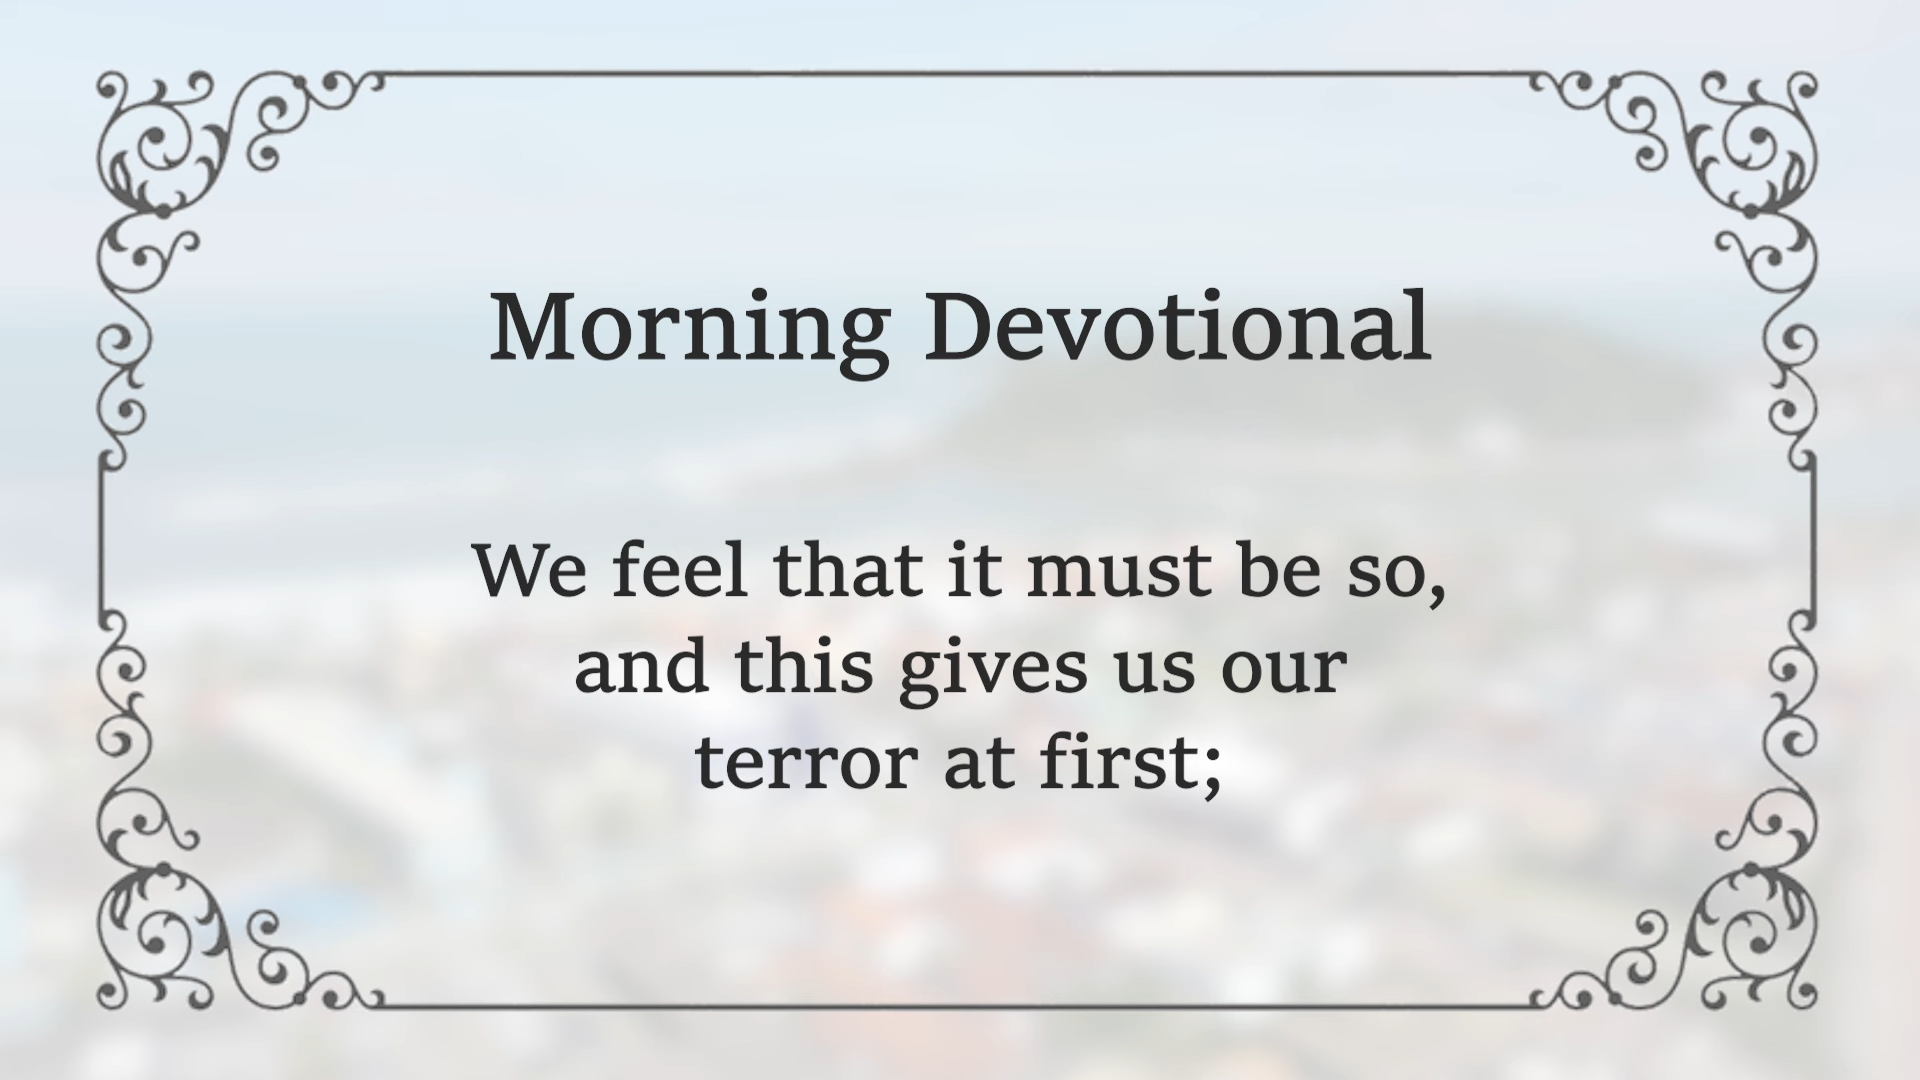 Morning Devotional
We feel that it must be so,
and this gives us our
terror at first;